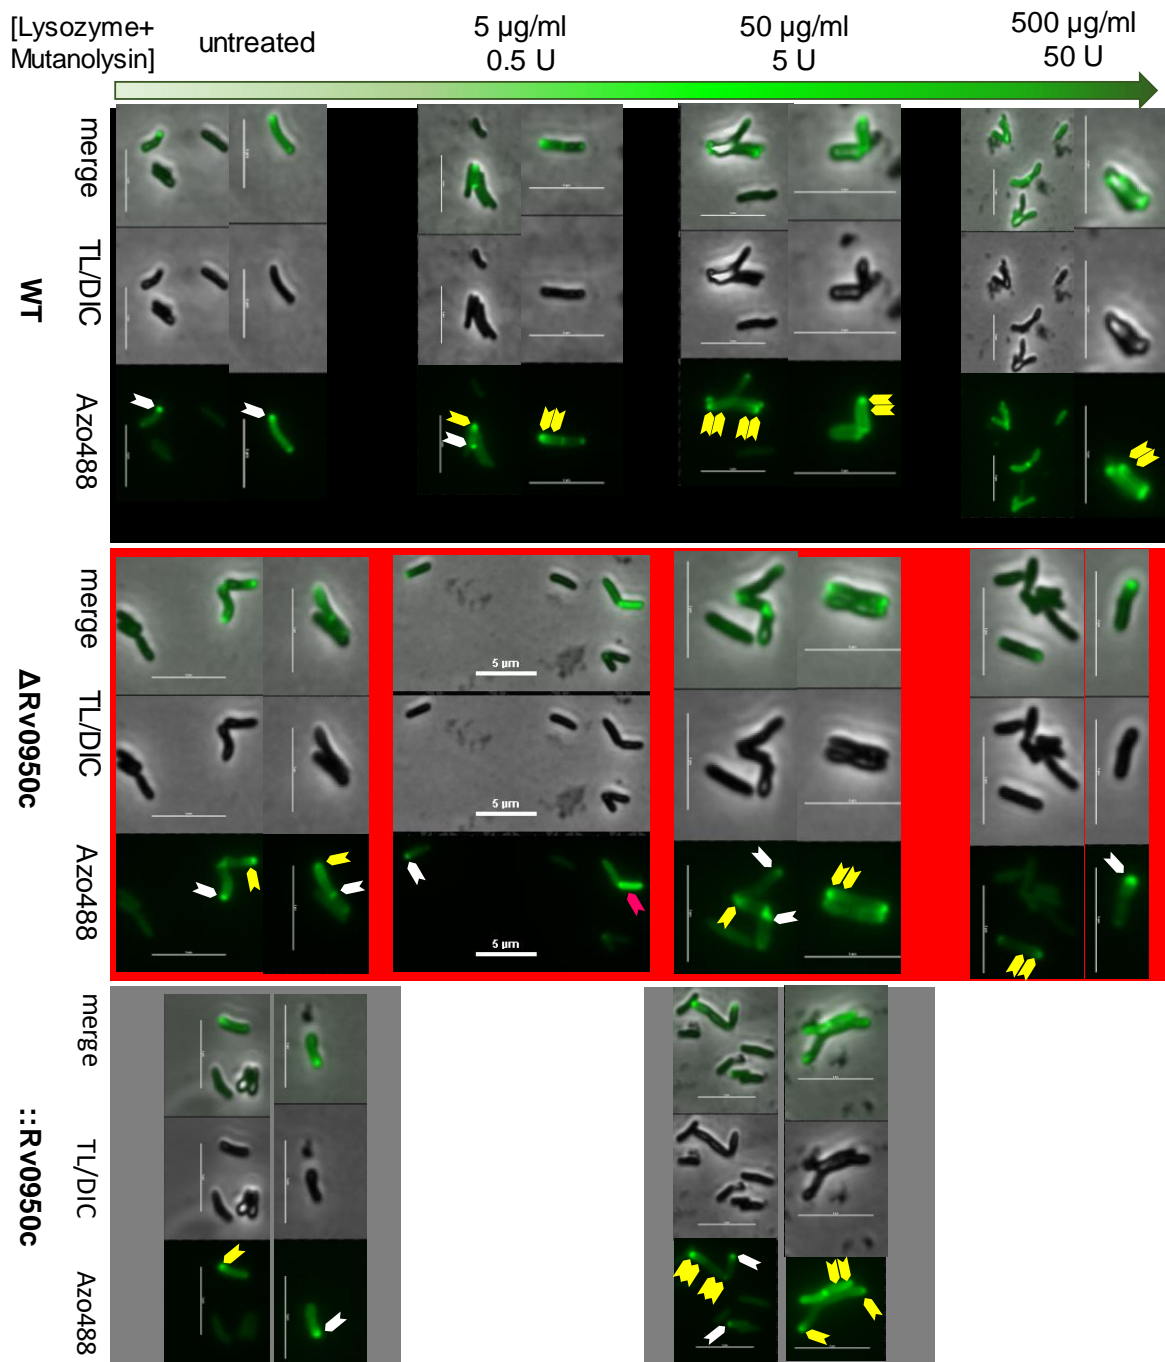 [Lysozyme+
Mutanolysin]
untreated
5 µg/ml
0.5 U
50 µg/ml
5 U
500 µg/ml
50 U
WT
merge
TL/DIC
Azo488
ΔRv0950c
merge
TL/DIC
Azo488
5 µm
5 µm
5 µm
::Rv0950c
merge
TL/DIC
Azo488